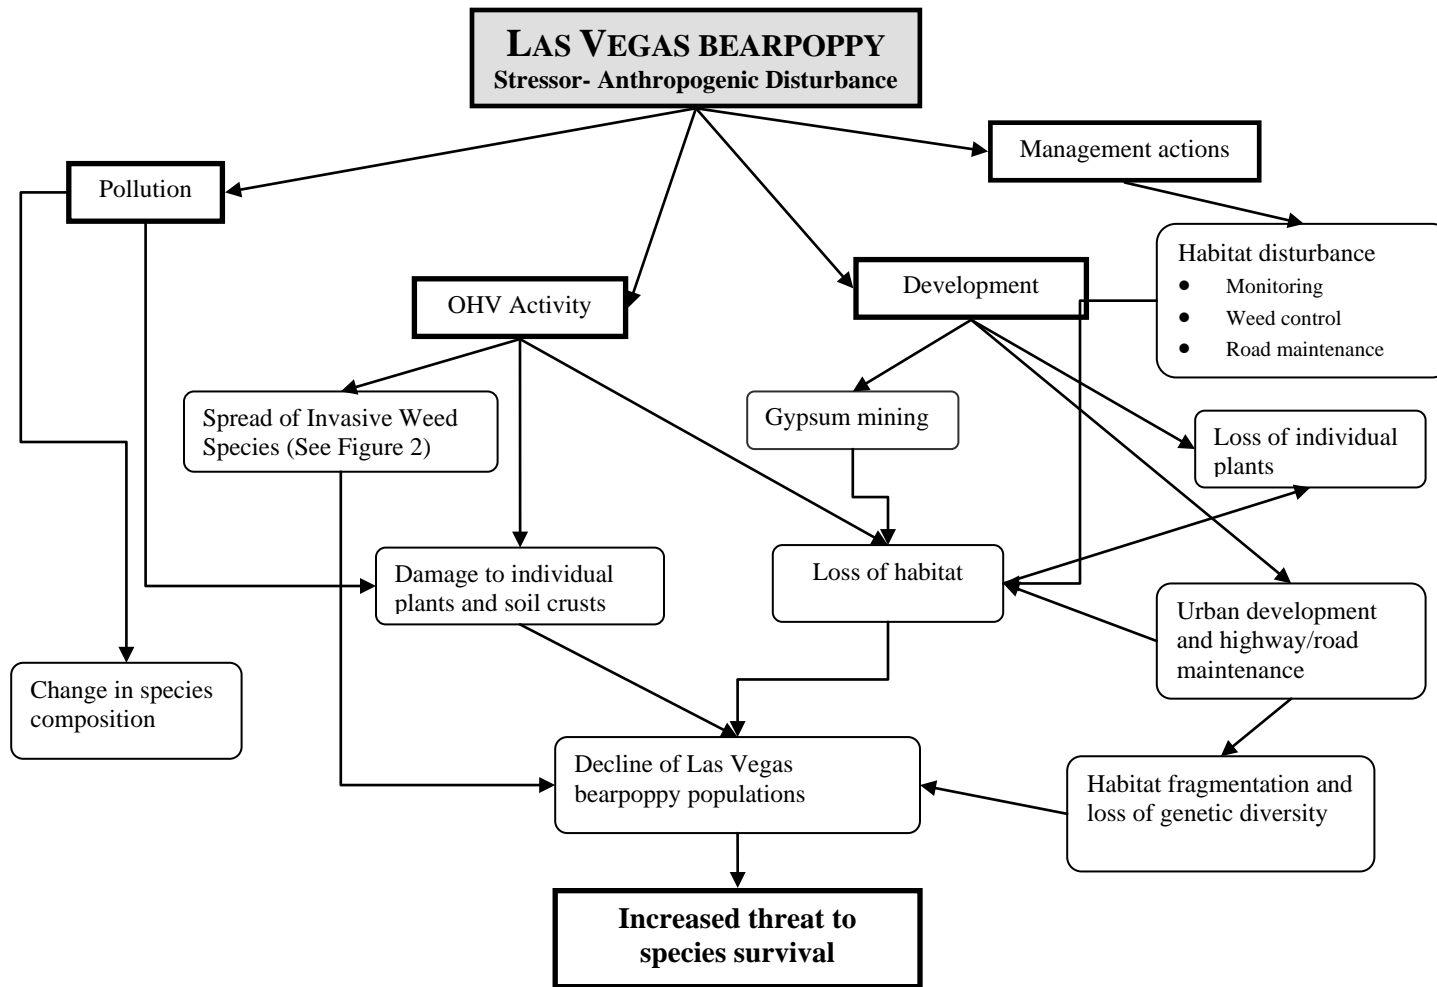 LAS VEGAS BEARPOPPY
Stressor- Anthropogenic Disturbance
Management actions
Pollution
Habitat disturbance
● Monitoring
● Weed control
● Road maintenance
OHV Activity
Development
Spread of Invasive Weed
Species (See Figure 2)
Gypsum mining
Loss of individual
plants
Damage to individual
plants and soil crusts
Loss of habitat
Urban development
and highway/road
maintenance
Change in species
composition
Decline of Las Vegas
bearpoppy populations
Habitat fragmentation and
loss of genetic diversity
Increased threat to
species survival